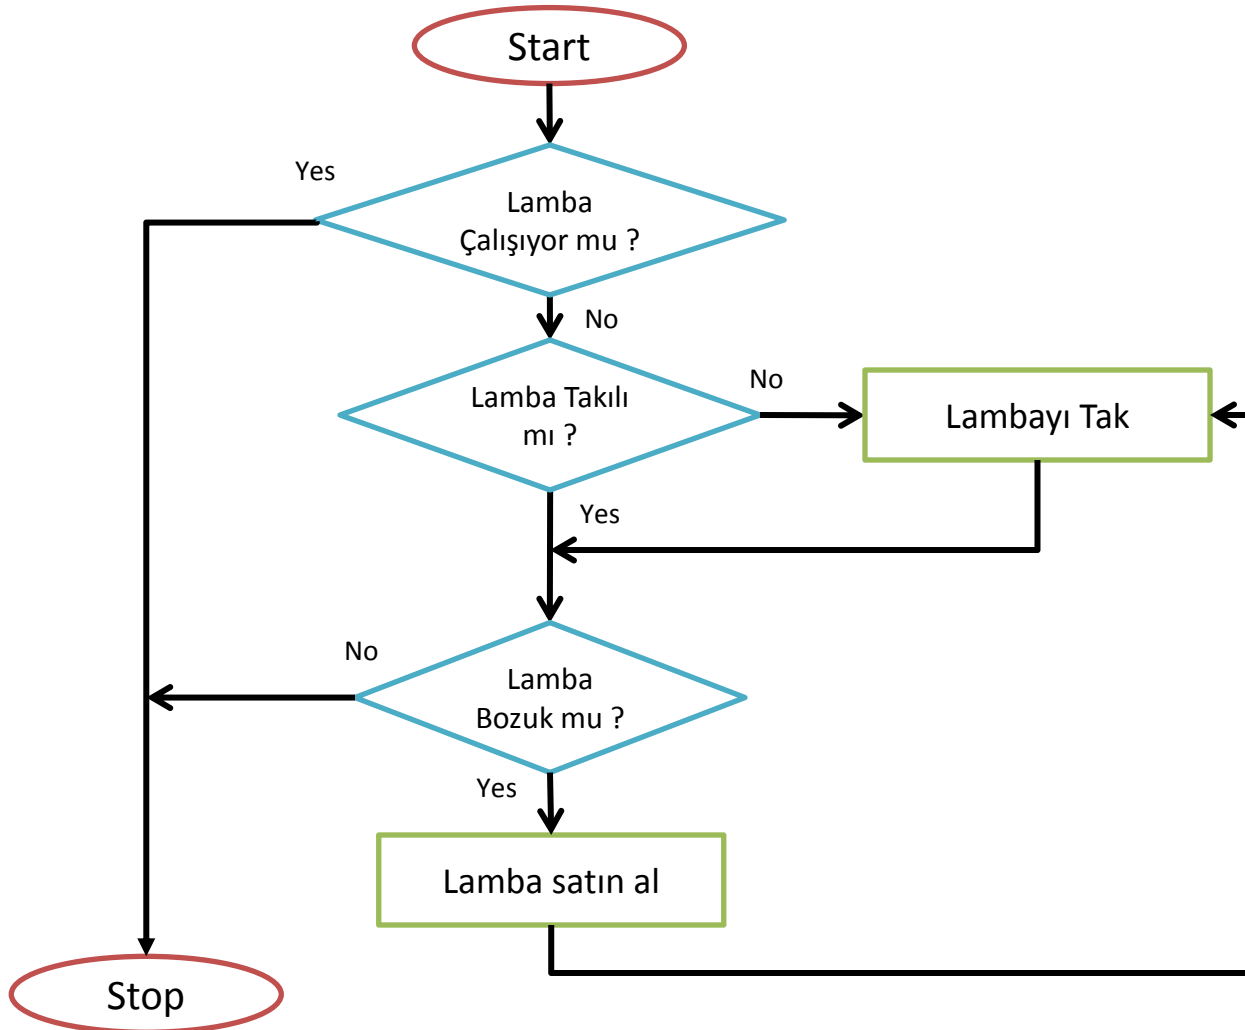 Start
Yes
Lamba
Çalışıyor mu ?
No
Lamba Takılı
mı ?
No
Lambayı Tak
Yes
No
Lamba
Bozuk mu ?
Yes
Lamba satın al
Stop